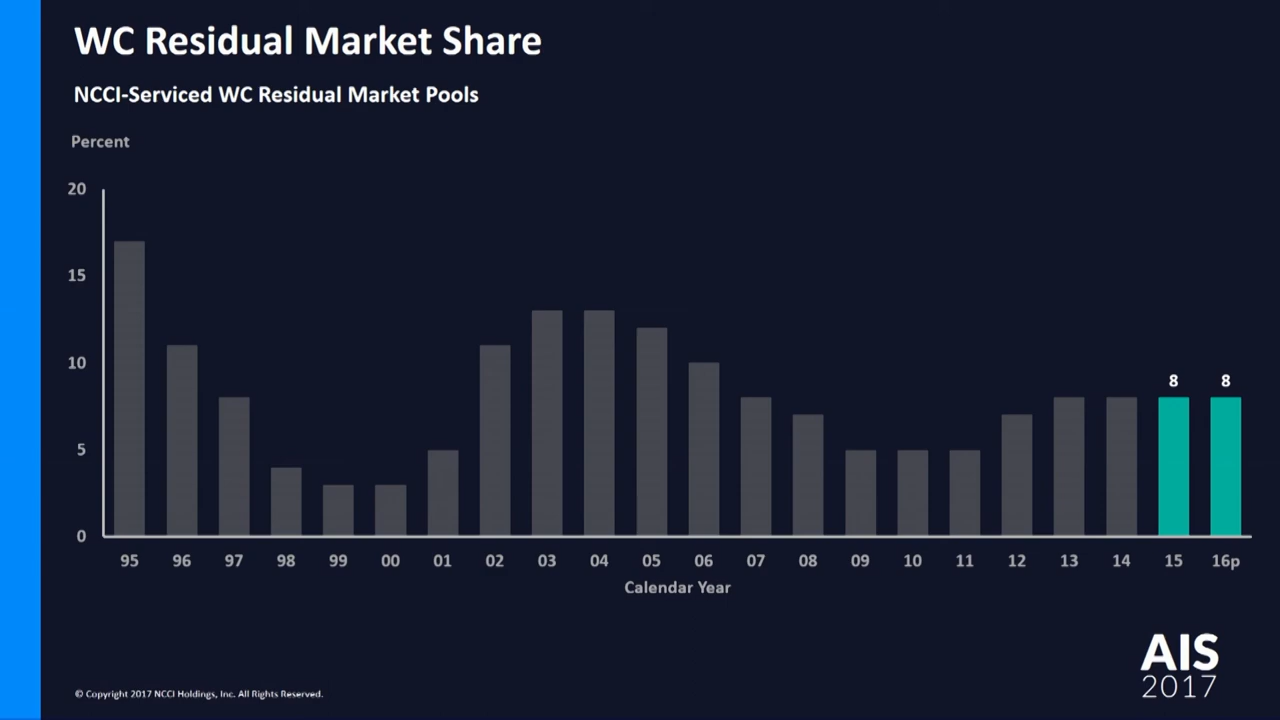 WC Residual Market Share
NCCI-Serviced WC Residual Market Pools
Percent
20
15
10
5
0
8 8
95 96 97 98 99 00 01 02 03 04 05 06 07 08 09 10 11 12 13 14 15 16p
Calendar Year
AIS
2017
© Copyright 2017 NCCI Holdings, Inc. All Rights Reserved.